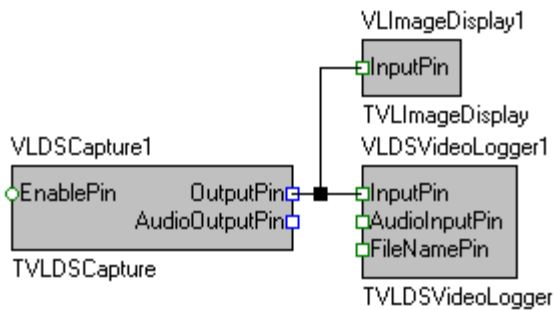 VLImageDisplay1
InputPin
TVLImageDisplay
VLDSCapture1
EnablePin
OutputPin
AudioOutputPin
TVLDSCapture
VLDSVideoLogger1
InputPin
AudioInputPin
FileNamePin
TVLDSVideoLogger